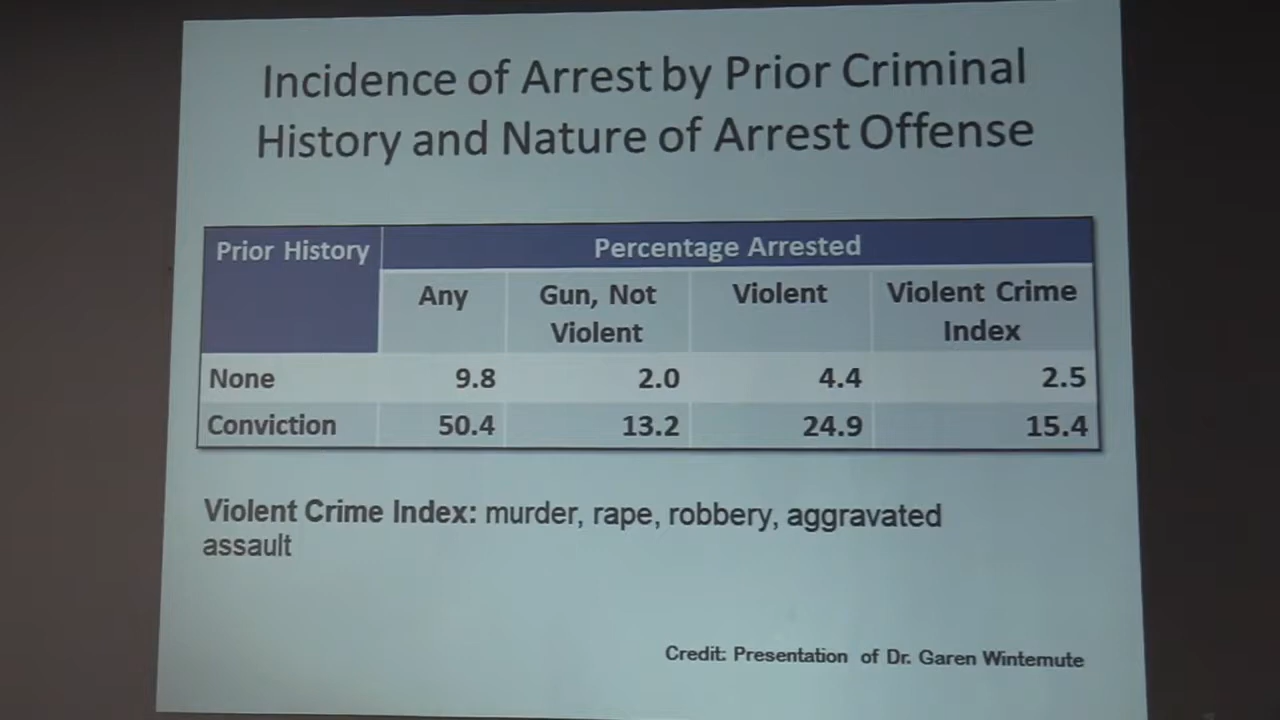 Incidence of Arrest by Prior Criminal
History and Nature of Arrest Offense
Prior History Percentage Arrested
Any Gun, Not Violent Violent Violent Crime Index
None 9.8 2.0 4.4 2.5
Conviction 50.4 13.2 24.9 15.4
Violent Crime Index: murder, rape, robbery, aggravated
assault
Credit: Presentation of Dr. Garen Wintemute